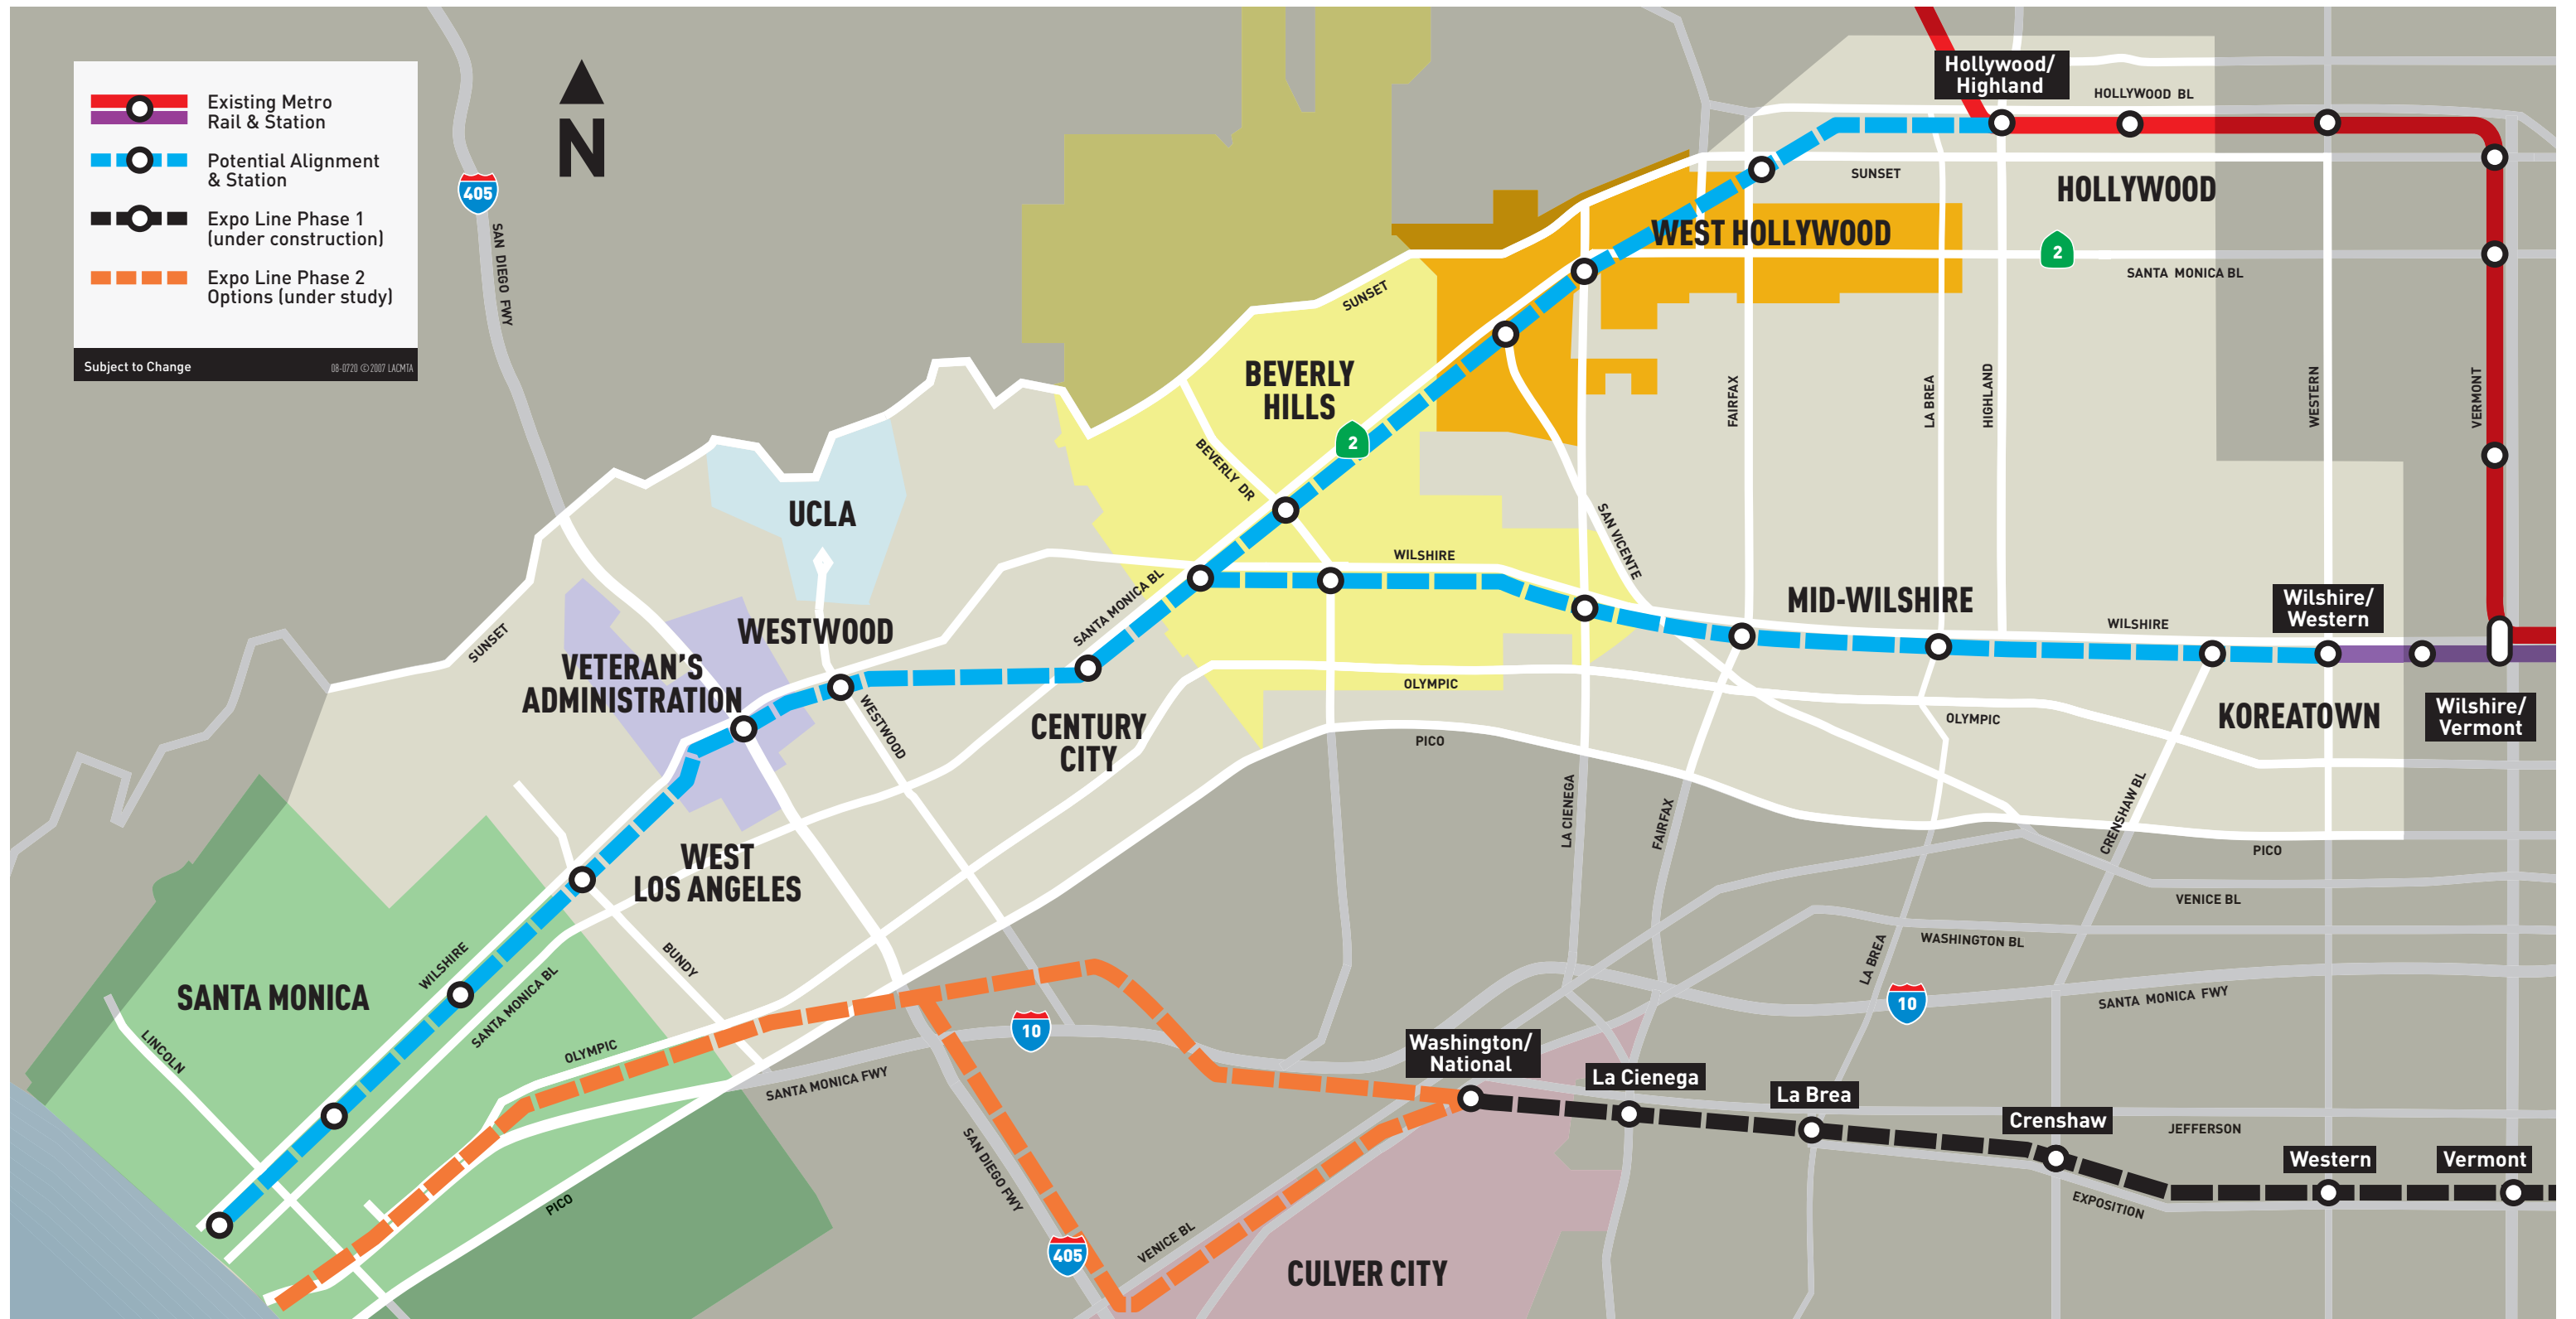 Existing Metro
Rail & Station
Potential Alignment
& Station
Expo Line Phase 1
(under construction)
Expo Line Phase 2
Options (under study)
Subject to Change
08-0720 ©2007 LACMTA
N
405
SAN DIEGO FWY
Hollywood/
Highland
HOLLYWOOD BL
SUNSET
HOLLYWOOD
WEST HOLLYWOOD
2
SANTA MONICA BL
SUNSET
BEVERLY
HILLS
FAIRFAX
LA BREA
HIGHLAND
WESTERN
VERMONT
2
BEVERLY DR
UCLA
SAN VICENTE
WILSHIRE
SANTA MONICA BL
MID-WILSHIRE
WILSHIRE
Wilshire/
Western
SUNSET
WESTWOOD
VETERAN'S
ADMINISTRATION
WESTWOOD
OLYMPIC
CENTURY
CITY
PICO
OLYMPIC
KOREATOWN
Wilshire/
Vermont
LA CIENEGA
FAIRFAX
CRENSHAW BL
PICO
WEST
LOS ANGELES
VENICE BL
WASHINGTON BL
LA BREA
WILSHIRE
BUNDY
SANTA MONICA
SANTA MONICA BL
10
SANTA MONICA FWY
LINCOLN
OLYMPIC
10
SANTA MONICA FWY
Washington/
National
La Cienega
La Brea
Crenshaw
JEFFERSON
Western
Vermont
EXPOSITION
SAN DIEGO FWY
PICO
405
VENICE BL
CULVER CITY